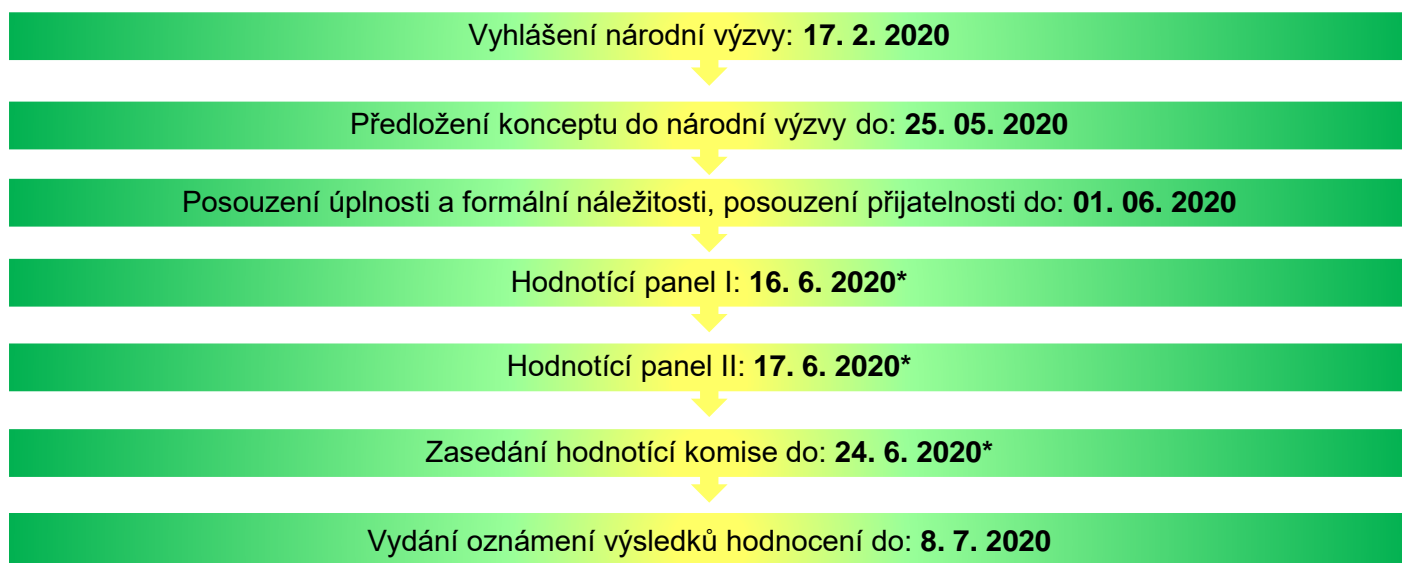 Vyhlášení národní výzvy: 17. 2. 2020
Předložení konceptu do národní výzvy do: 25. 05. 2020
Posouzení úplnosti a formální náležitosti, posouzení přijatelnosti do: 01. 06. 2020
Hodnotící panel I: 16. 6. 2020*
Hodnotící panel II: 17. 6. 2020*
Zasedání hodnotící komise do: 24. 6. 2020*
Vydání oznámení výsledků hodnocení do: 8. 7. 2020